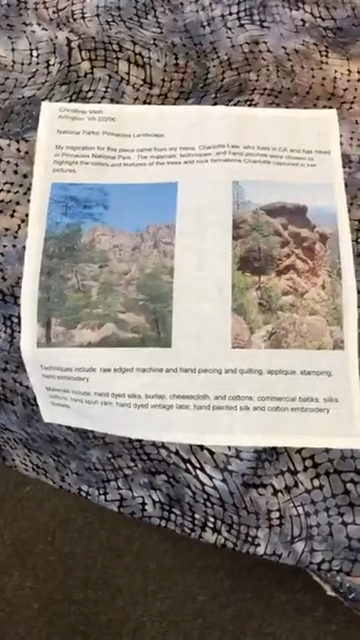 Christine Vinh
Arlington, VA 22206
National Parks: Pinnacles Landscape
My inspiration for this piece came from my niece, Charlotte Late, who lives in CA and has hiked
in Pinnacles National Park. The materials, techniques, and hand stitches were chosen to
highlight the colors and textures of the trees and rock formations Charlotte captured in her
pictures.
Techniques include: raw edged machine and hand piecing and quilting; applique, stamping,
hand embroidery
Materials include: hand dyed silks, burlap, cheesecloth, and cottons; commercial batiks; silks
cottons; hand spun yarn; hand dyed vintage lace; hand painted silk and cotton embroidery
threads.